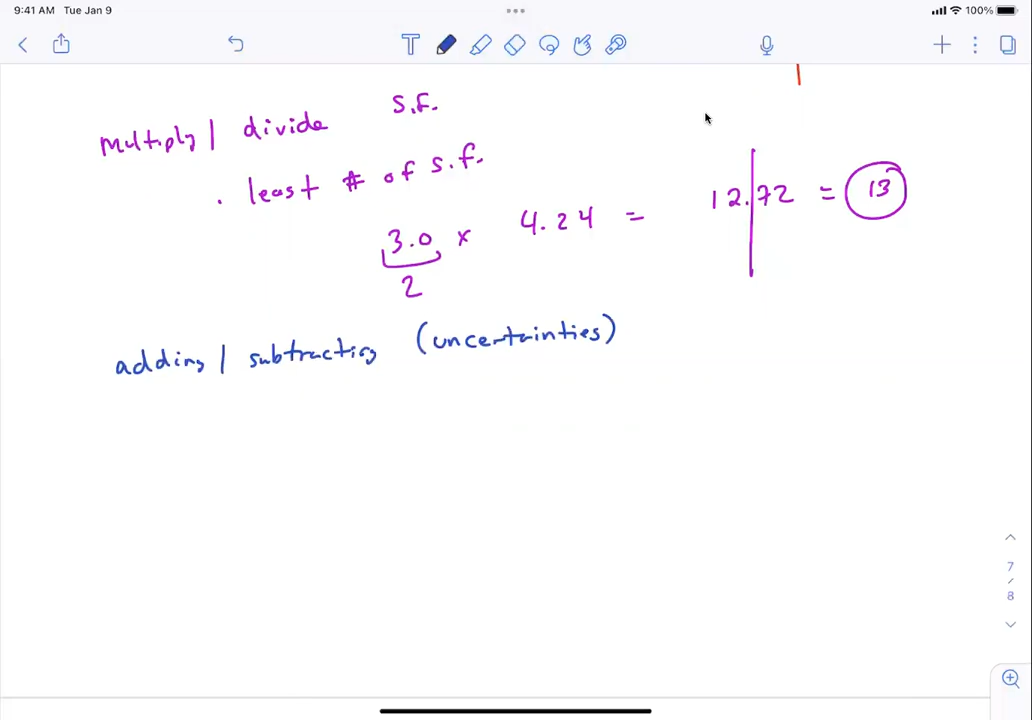 9:41 AM Tue Jan 9
100%
multiply / divide s.f.
. least # of s.f.
3.0 x 4.24 = 12.72 = 13
2
adding / subtracting (uncertainties)
7
/
8